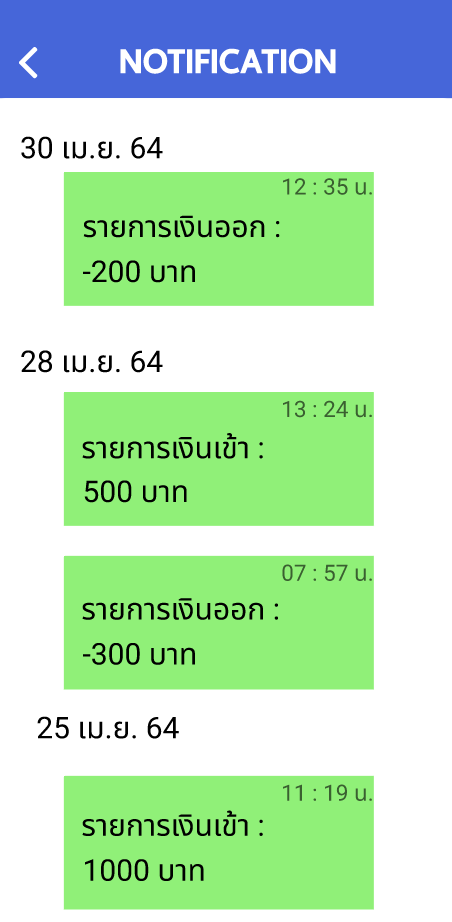 NOTIFICATION
30 เม.ย. 64
12 : 35 น.
รายการเงินออก :
-200 บาท
28 เม.ย. 64
13 : 24 น.
รายการเงินเข้า :
500 บาท
07 : 57 น.
รายการเงินออก :
-300 บาท
25 เม.ย. 64
11 : 19 น.
รายการเงินเข้า :
1000 บาท